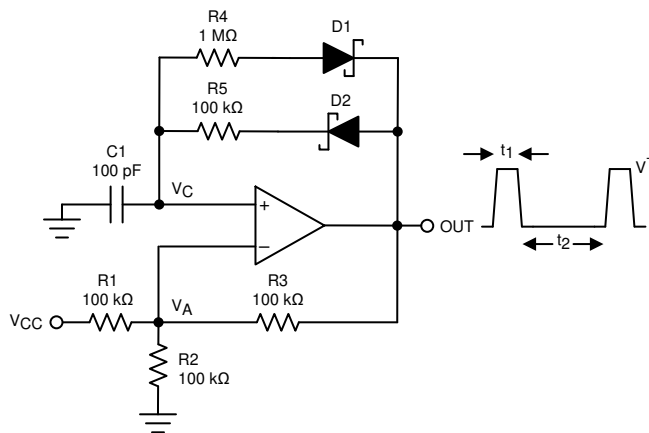 R4
1 MΩ
D1
R5
100 kΩ
D2
C1
100 pF
VC
+
−
OUT
t1
t2
R1
100 kΩ
R3
100 kΩ
VCC
VA
R2
100 kΩ